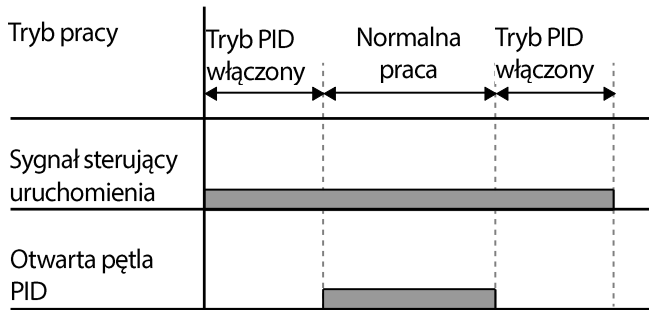 Tryb pracy
Tryb PID
włączony
Normalna
praca
Tryb PID
włączony
Sygnał sterujący
uruchomienia
Otwarta pętla
PID